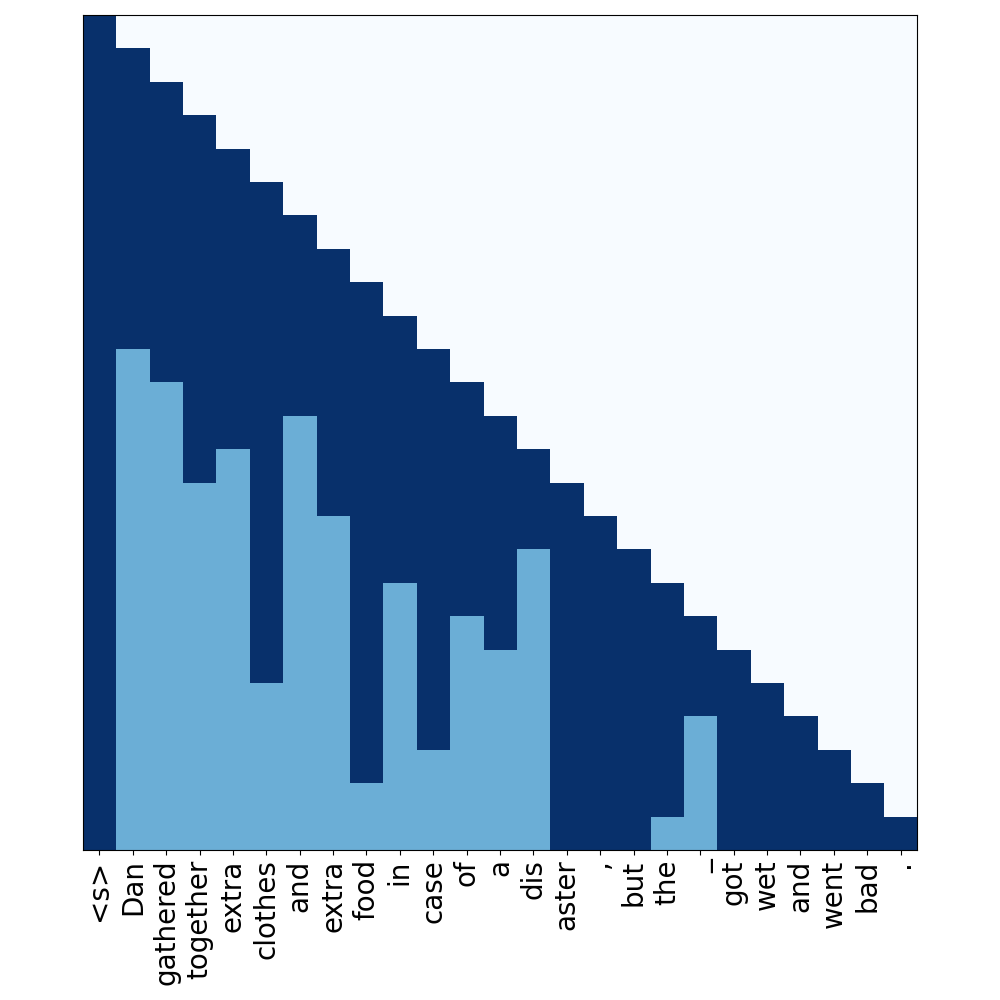 <s> Dan gathered together extra clothes and extra food in case of a dis aster , but the _ got wet and went bad .